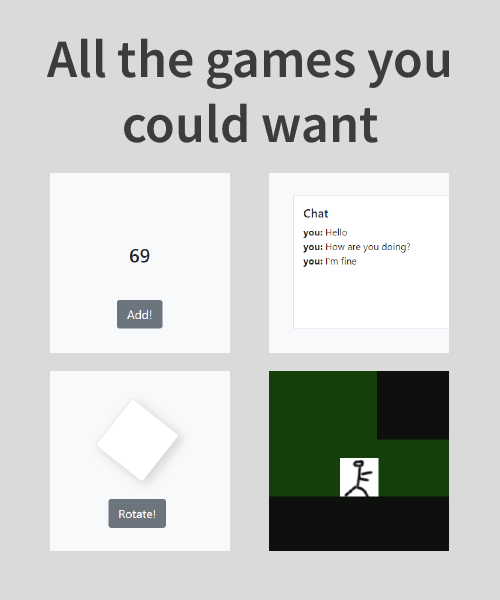 All the games you
could want
69
Add!
Chat
you: Hello
you: How are you doing?
you: I'm fine
Rotate!